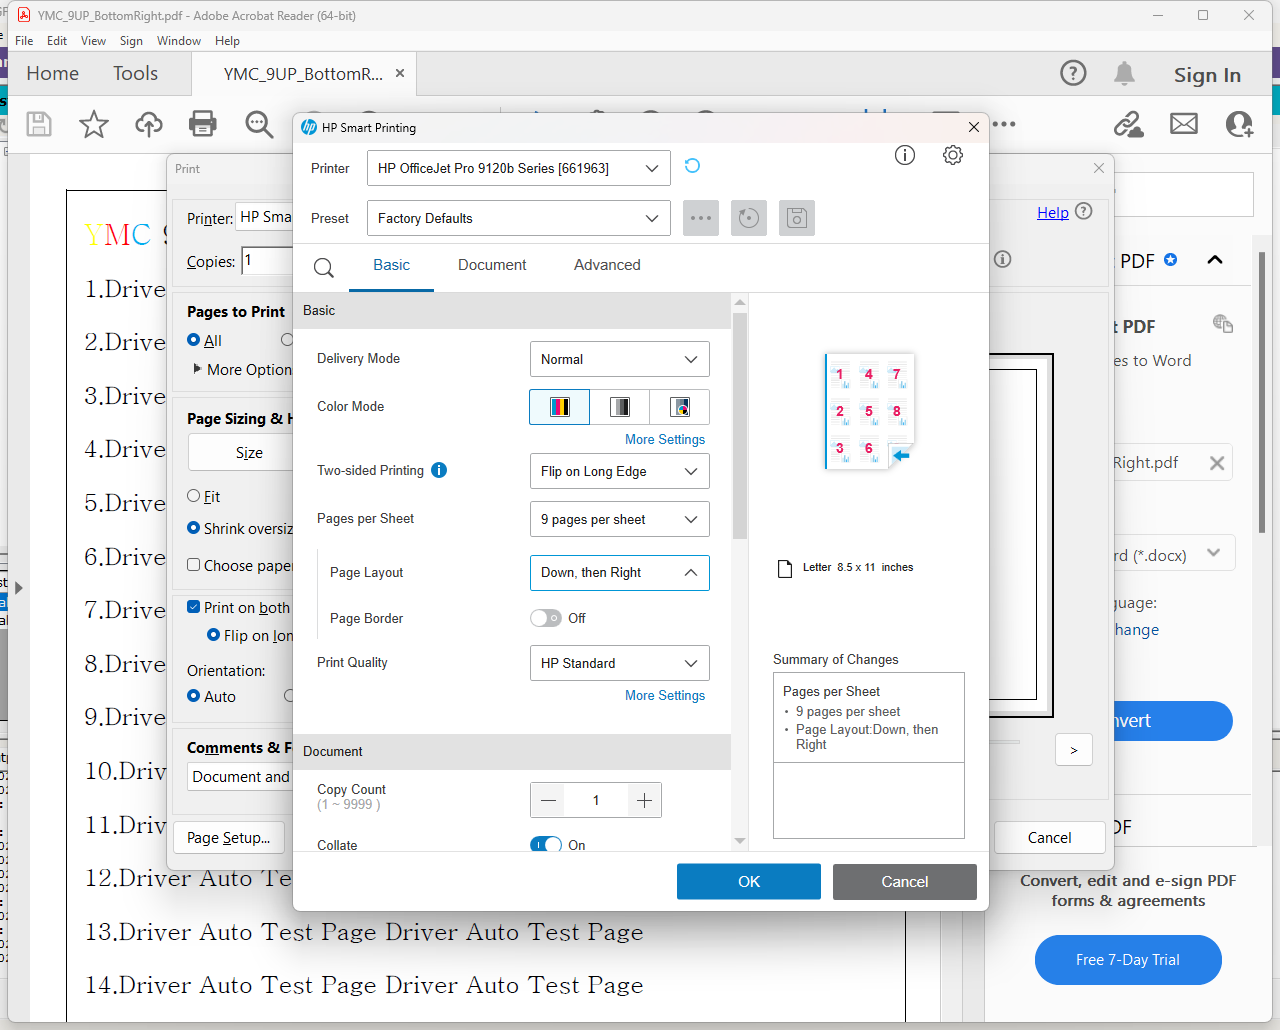 YMC_9UP_BottomRight.pdf - Adobe Acrobat Reader (64-bit)
File Edit View Sign Window Help
Home Tools YMC_9UP_BottomR... × Sign In
HP Smart Printing
Print
Printer HP OfficeJet Pro 9120b Series [661963]
Preset Factory Defaults
Basic Document Advanced
Basic
Delivery Mode Normal
Color Mode
More Settings
Two-sided Printing Flip on Long Edge
Pages per Sheet 9 pages per sheet
Page Layout Down, then Right
Page Border Off
Print Quality HP Standard
More Settings
Document
Copy Count 1
(1 ~ 9999 )
Collate On
1 4 7
2 5 8
3 6
Letter 8.5 x 11 inches
Summary of Changes
Pages per Sheet
• 9 pages per sheet
• Page Layout:Down, then
Right
OK Cancel
Printer: HP Sma
Copies: 1
Help
Pages to Print
All
More Option
Page Sizing & H
Size
Fit
Shrink oversiz
Choose pape
Print on both
Flip on lon
Orientation:
Auto
Comments & F
Document and
Page Setup...
>
Cancel
YMC 9
1.Drive
2.Drive
3.Drive
4.Drive
5.Drive
6.Drive
7.Drive
8.Drive
9.Drive
10.Driv
11.Driv
12.Driver Auto Te
13.Driver Auto Test Page Driver Auto Test Page
14.Driver Auto Test Page Driver Auto Test Page
PDF
t PDF
es to Word
Right.pdf
rd (*.docx)
guage:
hange
nvert
DF
Convert, edit and e-sign PDF
forms & agreements
Free 7-Day Trial